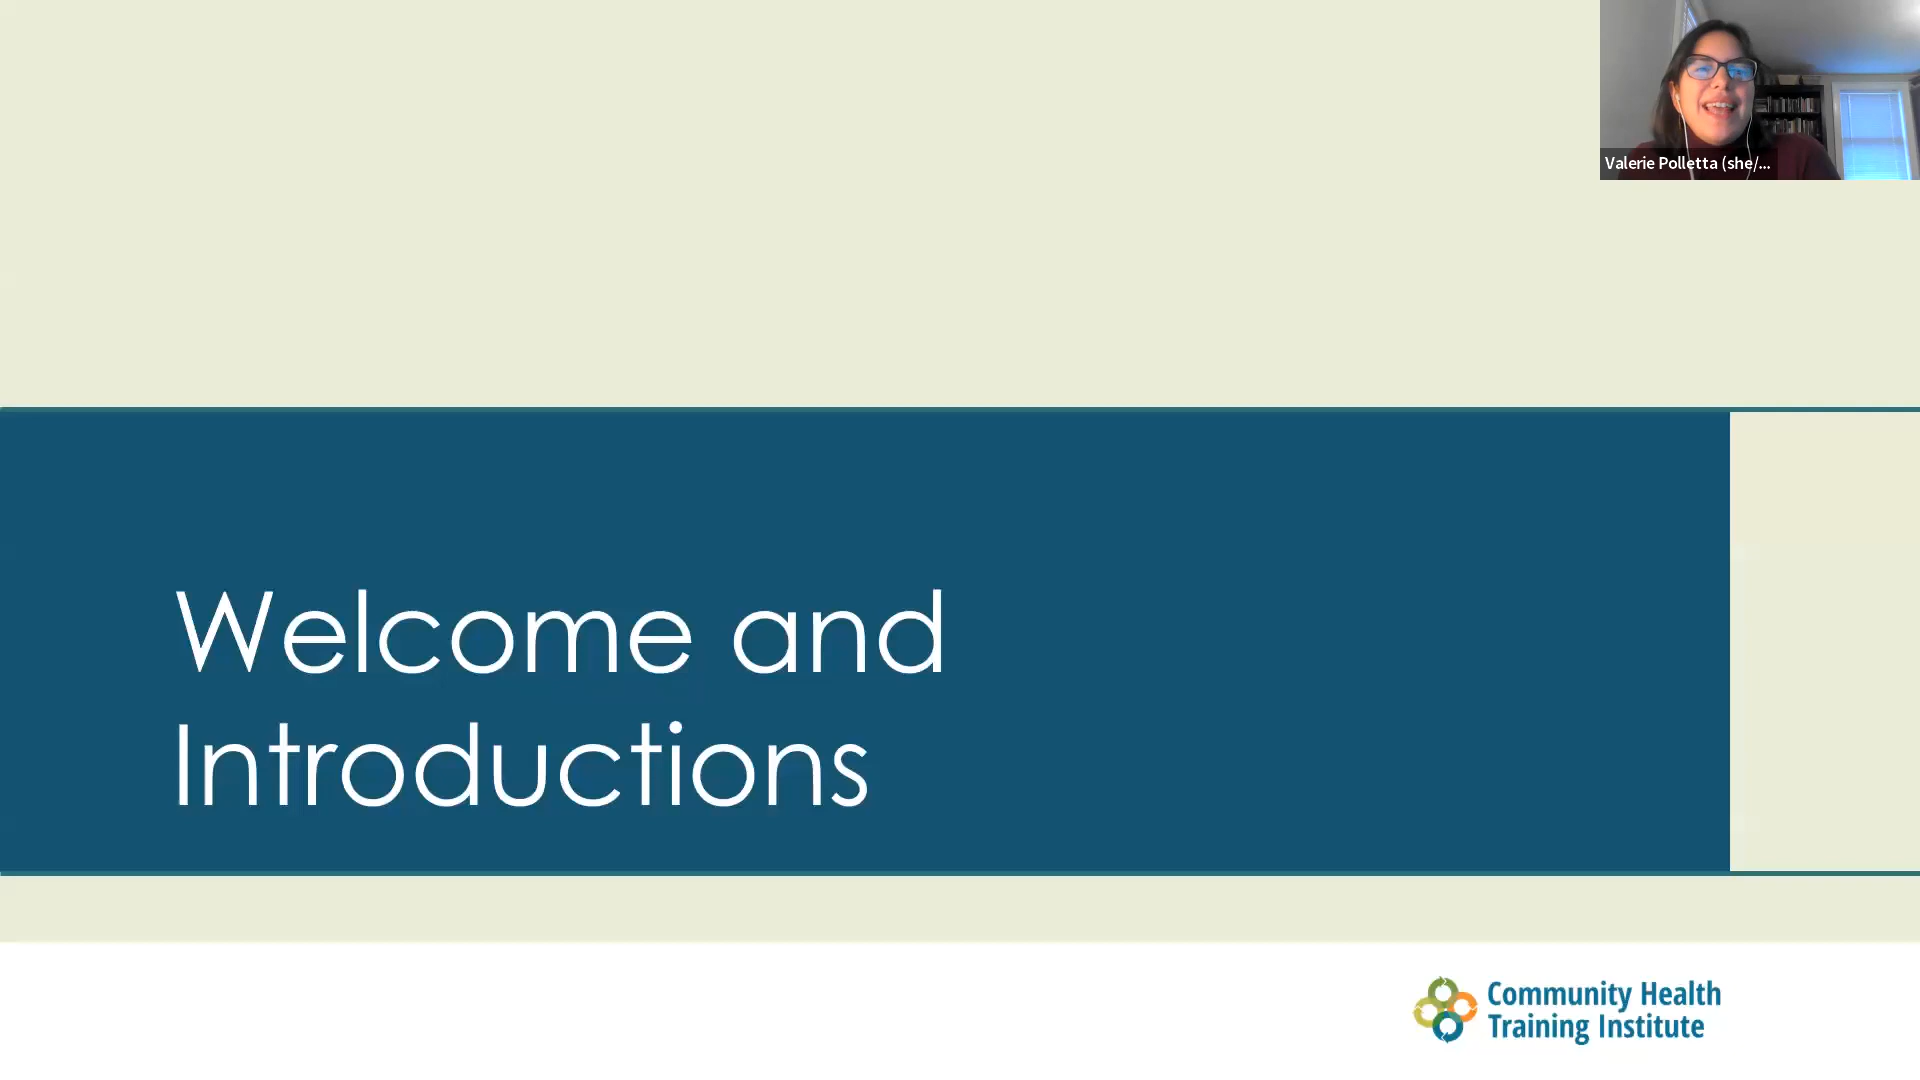 Valerie Polletta (she/...
Welcome and
Introductions
Community Health
Training Institute